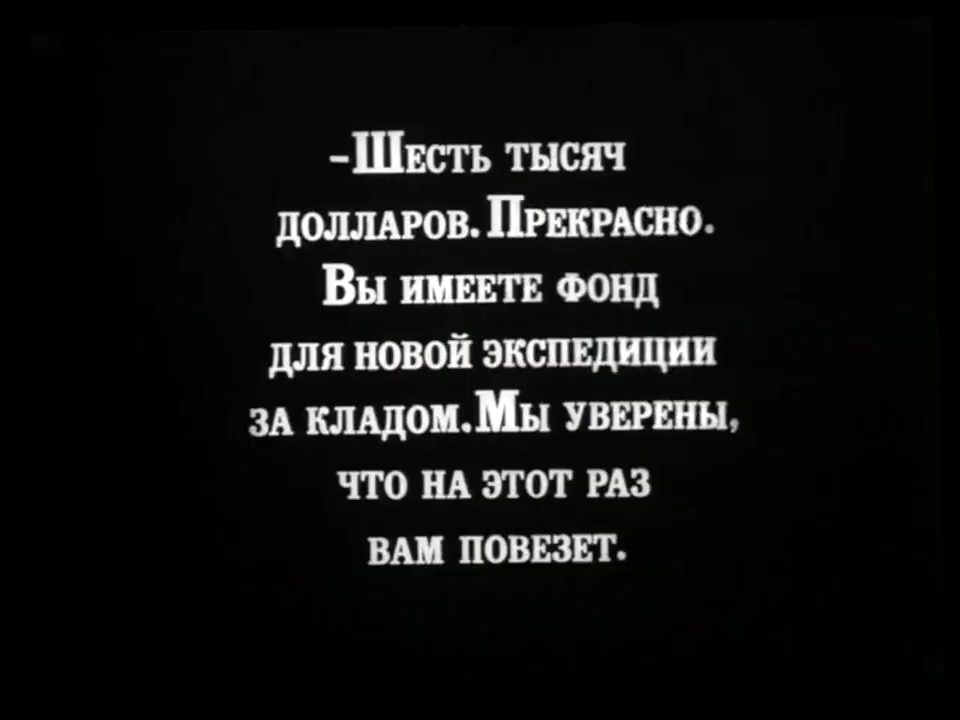 -Шесть тысяч
долларов. Прекрасно.
Вы имеете фонд
для новой экспедиции
за кладом. Мы уверены,
что на этот раз
вам повезет.